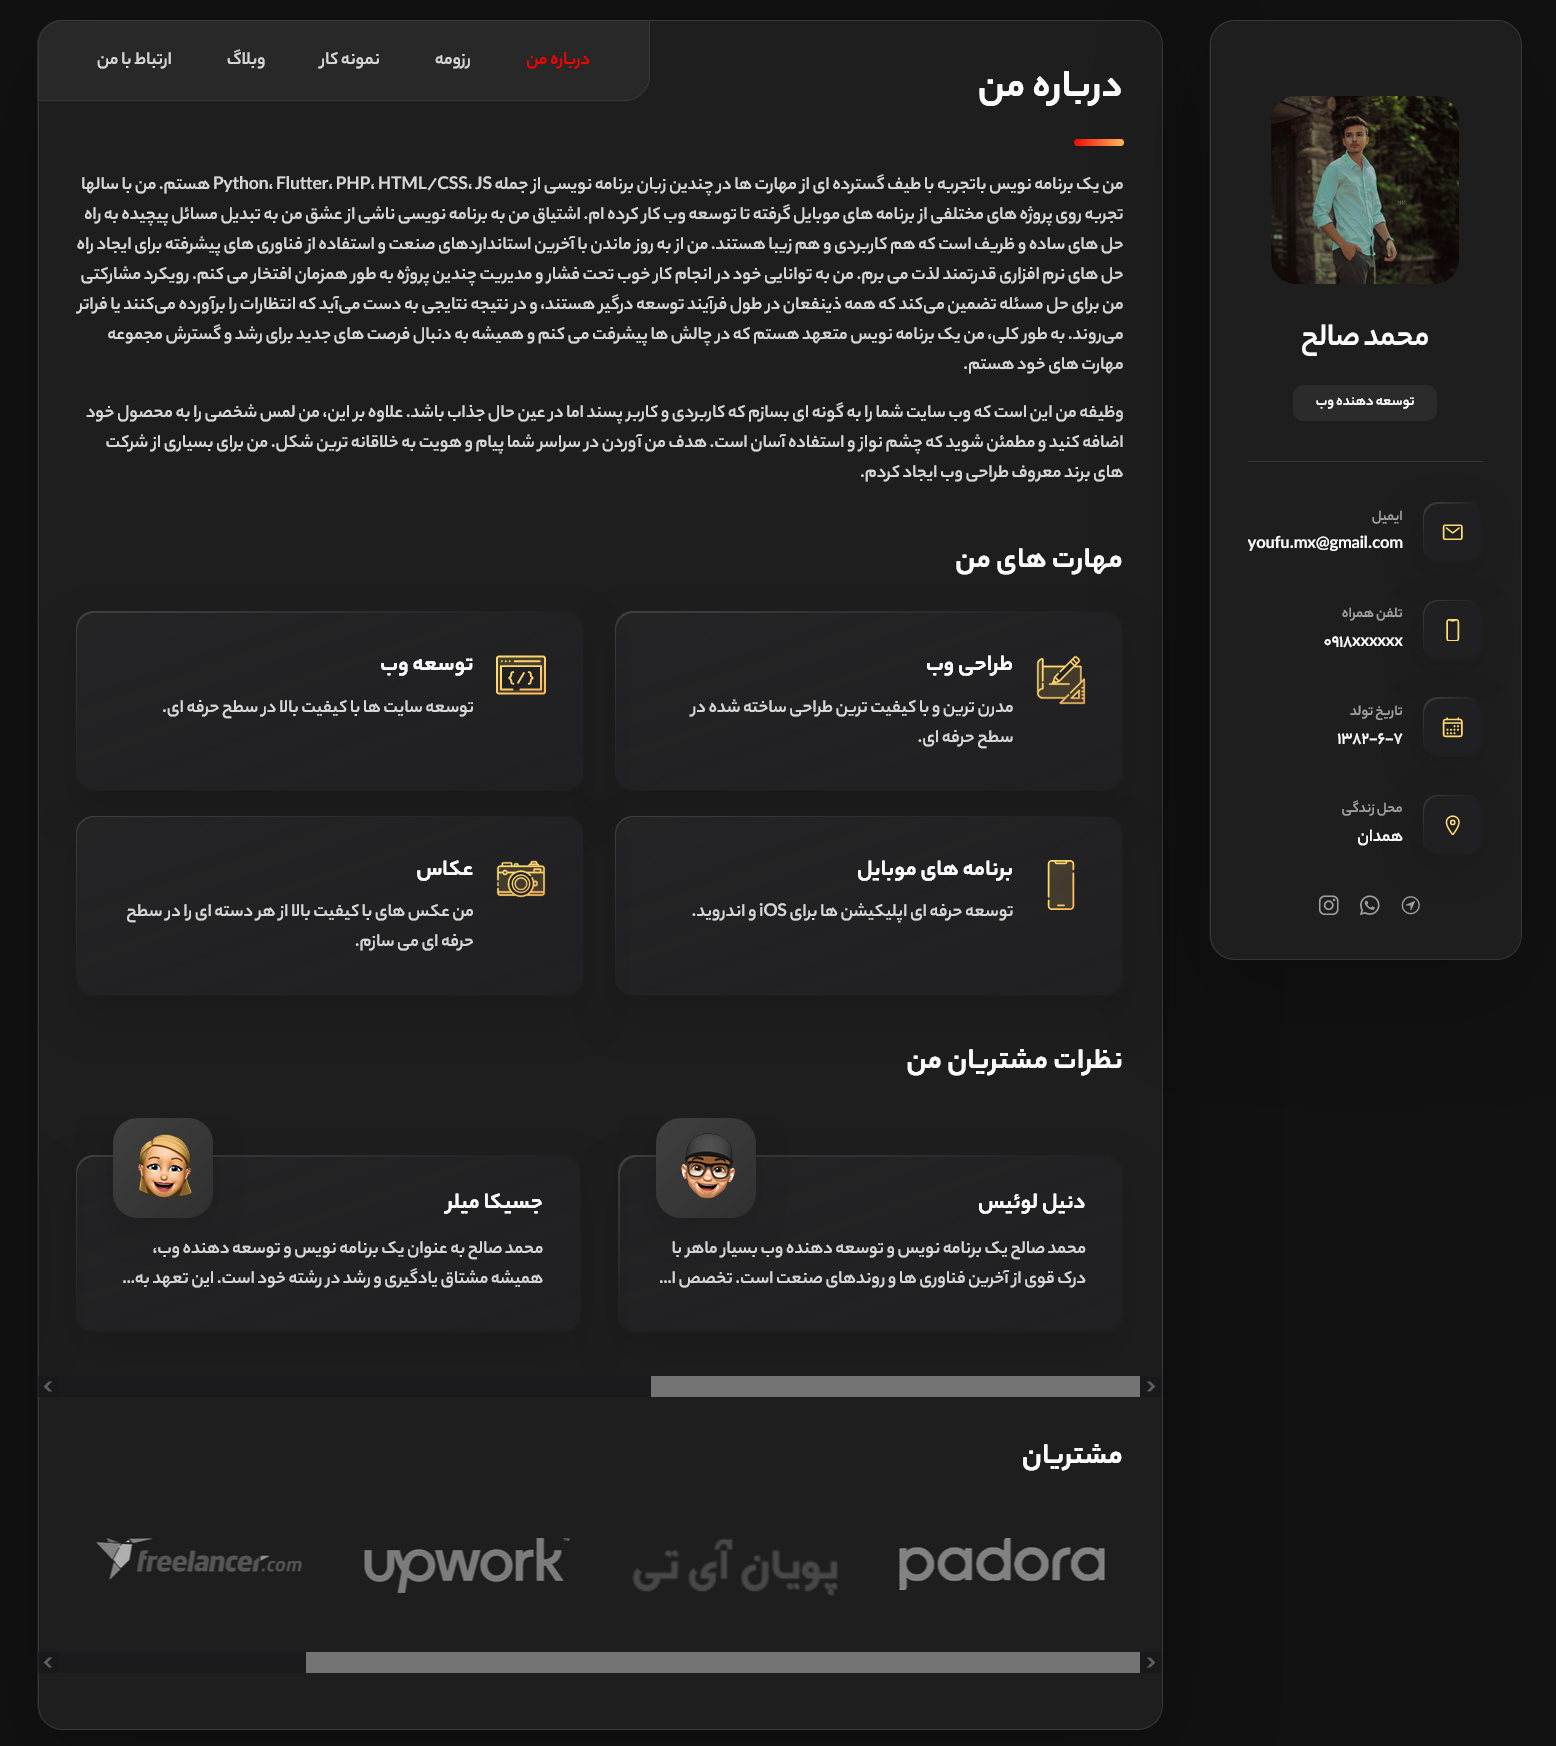 درباره من
رزومه
نمونه کار
وبلاگ
ارتباط با من
درباره من
من یک برنامه نویس باتجربه با طیف گسترده ای از مهارت ها در چندین زبان برنامه نویسی از جمله Python، Flutter، PHP، HTML/CSS، JS هستم. من با سالها
تجربه روی پروژه های مختلفی از برنامه های موبایل گرفته تا توسعه وب کار کرده ام. اشتیاق من به برنامه نویسی ناشی از عشق من به تبدیل مسائل پیچیده به راه
حل های ساده و ظریف است که هم کاربردی و هم زیبا هستند. من از به روز ماندن با آخرین استانداردهای صنعت و استفاده از فناوری های پیشرفته برای ایجاد راه
حل های نرم افزاری قدرتمند لذت می برم. من به توانایی خود در انجام کار خوب تحت فشار و مدیریت چندین پروژه به طور همزمان افتخار می کنم. رویکرد مشارکتی
من برای حل مسئله تضمین می‌کند که همه ذینفعان در طول فرآیند توسعه درگیر هستند، و در نتیجه نتایجی به دست می‌آید که انتظارات را برآورده می‌کنند یا فراتر
می‌روند. به طور کلی، من یک برنامه نویس متعهد هستم که در چالش ها پیشرفت می کنم و همیشه به دنبال فرصت های جدید برای رشد و گسترش مجموعه
مهارت های خود هستم.
وظیفه من این است که وب سایت شما را به گونه ای بسازم که کاربردی و کاربر پسند اما در عین حال جذاب باشد. علاوه بر این، من لمس شخصی را به محصول خود
اضافه کنید و مطمئن شوید که چشم نواز و استفاده آسان است. هدف من آوردن در سراسر شما پیام و هویت به خلاقانه ترین شکل. من برای بسیاری از شرکت
های برند معروف طراحی وب ایجاد کردم.
مهارت های من
طراحی وب
مدرن ترین و با کیفیت ترین طراحی ساخته شده در
سطح حرفه ای.
توسعه وب
توسعه سایت ها با کیفیت بالا در سطح حرفه ای.
برنامه های موبایل
توسعه حرفه ای اپلیکیشن ها برای iOS و اندروید.
عکاس
من عکس های با کیفیت بالا از هر دسته ای را در سطح
حرفه ای می سازم.
نظرات مشتریان من
دنیل لوئیس
محمد صالح یک برنامه نویس و توسعه دهنده وب بسیار ماهر با
درک قوی از آخرین فناوری ها و روندهای صنعت است. تخصص ا...
جسیکا میلر
محمد صالح به عنوان یک برنامه نویس و توسعه دهنده وب،
همیشه مشتاق یادگیری و رشد در رشته خود است. این تعهد به...
مشتریان
padora
پویان آی تی
upwork™
freelancer.com
محمد صالح
توسعه دهنده وب
ایمیل
youfu.mx@gmail.com
تلفن همراه
۰۹۱۸xxxxxx
تاریخ تولد
۱۳۸۲-۶-۷
محل زندگی
همدان